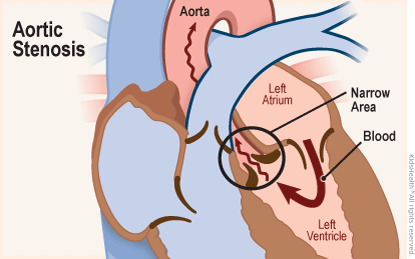 Aortic
Stenosis
Aorta
Left
Atrium
Narrow
Area
Blood
Left
Ventricle
KidsHealth® All rights reserved.